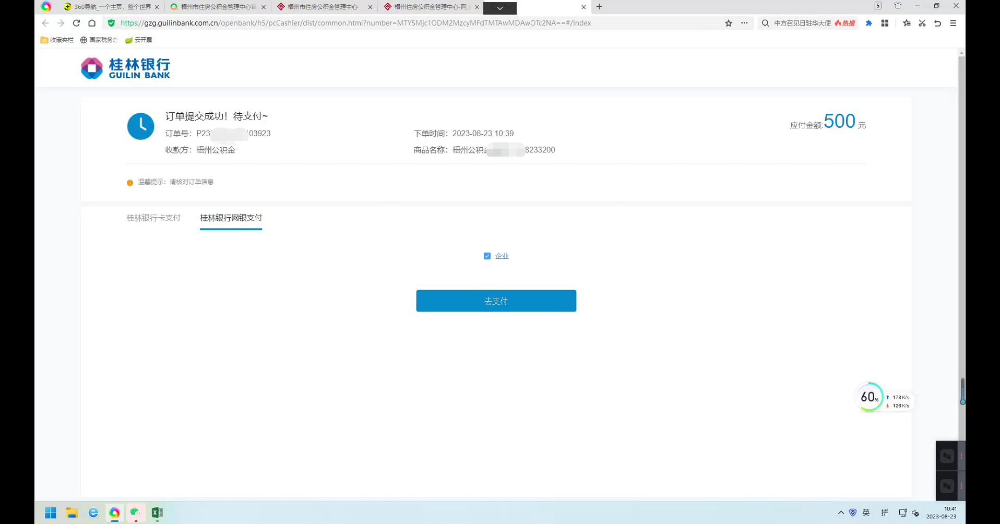 360导航_一个主页，整个世界
梧州市住房公积金管理中心官
梧州市住房公积金管理中心
梧州住房公积金管理中心-网上
5
https://gzg.guilinbank.com.cn/openbank/h5/pcCashier/dist/common.html?number=MTY5Mjc1ODM2MzcyMFdTMTAwMDAwOTc2NA==#/Index
中方召见日驻华大使
热搜
收藏夹栏
国家税务总
云开票
桂林银行
GUILIN BANK
订单提交成功！待支付~
订单号：P23 103923
下单时间：2023-08-23 10:39
应付金额:500 元
收款方：梧州公积金
商品名称：梧州公积金 8233200
温馨提示：请核对订单信息
桂林银行卡支付
桂林银行网银支付
企业
去支付
60%
178K/s
126K/s
英
拼
10:41
2023-08-23